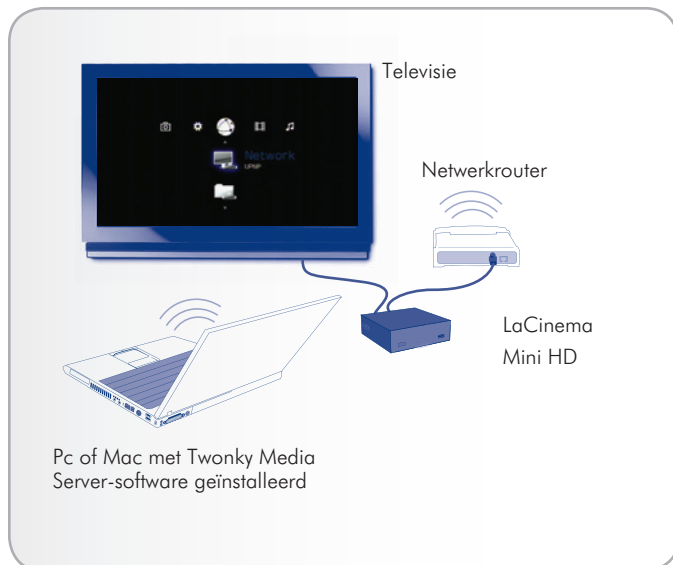 Televisie
Network
UPNP
Netwerkrouter
LaCinema
Mini HD
Pc of Mac met Twonky Media
Server-software geïnstalleerd